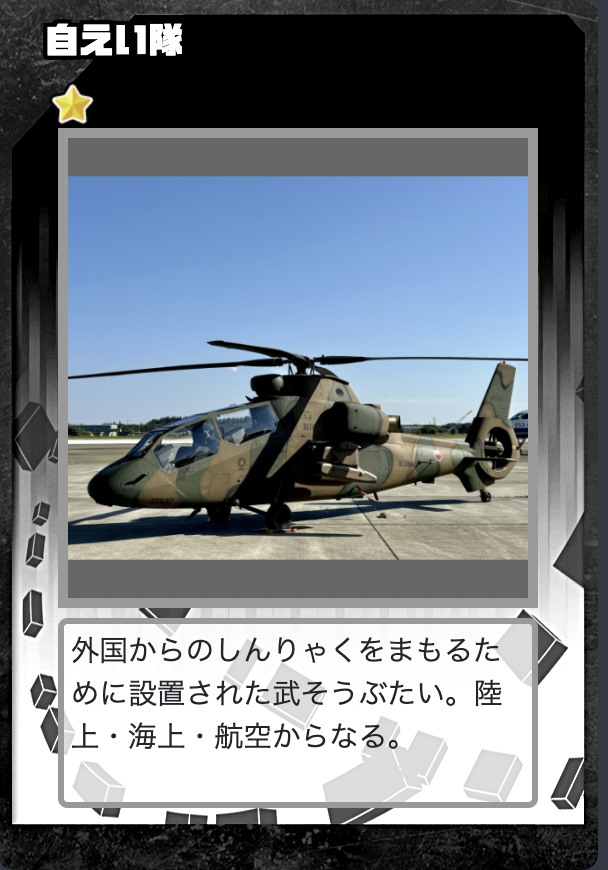 自えい隊
外国からのしんりゃくをまもるた
めに設置された武そうぶたい。陸
上・海上・航空からなる。